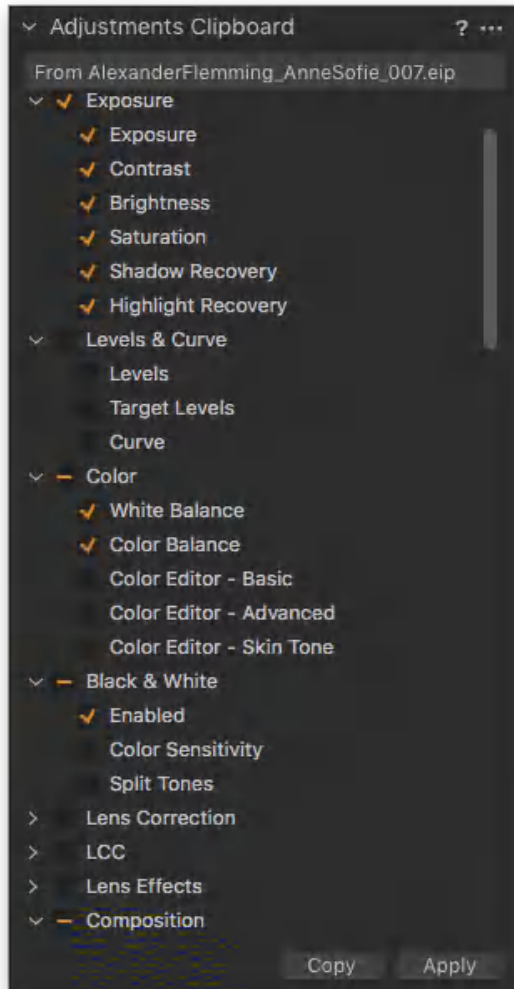 Adjustments Clipboard ? ...
From AlexanderFlemming_AnneSofie_007.eip
Exposure
Exposure
Contrast
Brightness
Saturation
Shadow Recovery
Highlight Recovery
Levels & Curve
Levels
Target Levels
Curve
Color
White Balance
Color Balance
Color Editor - Basic
Color Editor - Advanced
Color Editor - Skin Tone
Black & White
Enabled
Color Sensitivity
Split Tones
Lens Correction
LCC
Lens Effects
Composition
Copy Apply